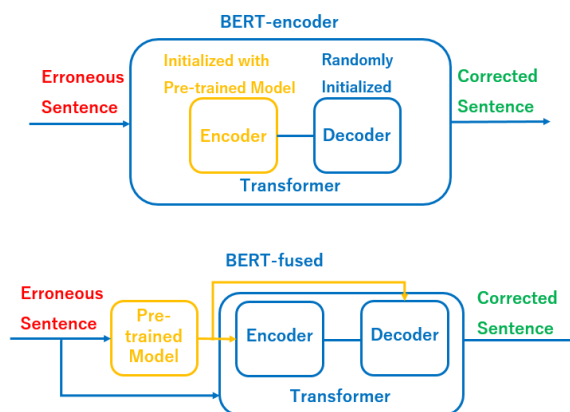 BERT-encoder
Initialized with
Pre-trained Model
Randomly
Initialized
Erroneous
Sentence
Corrected
Sentence
Encoder
Decoder
Transformer
BERT-fused
Erroneous
Sentence
Pre-
trained
Model
Encoder
Decoder
Corrected
Sentence
Transformer